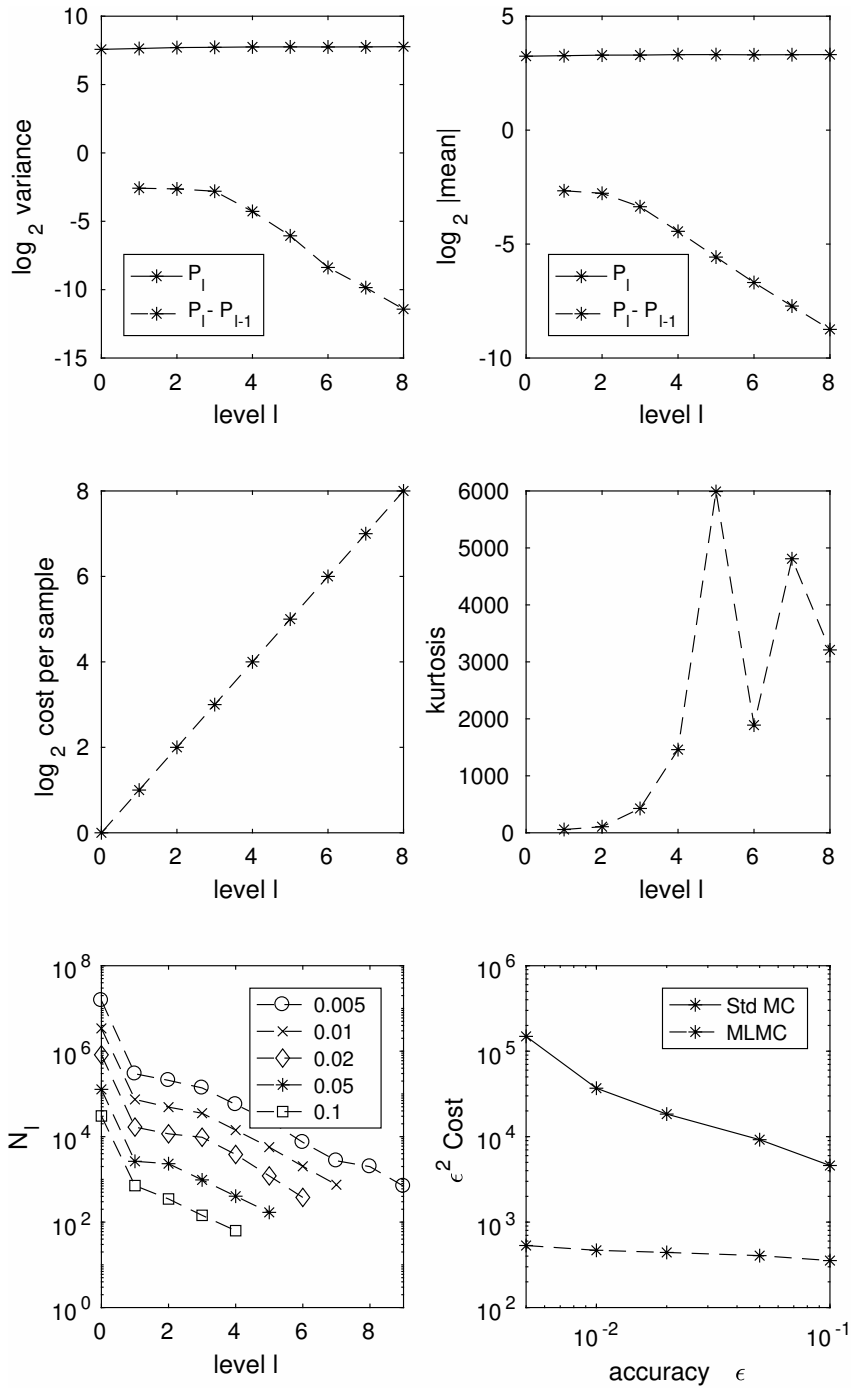 10
5
0
-5
-10
-15
log 2 variance
P l
P l - P l-1
0 2 4 6 8
level l
5
0
-5
-10
log 2 |mean|
P l
P l - P l-1
0 2 4 6 8
level l
8
6
4
2
0
log 2 cost per sample
0 2 4 6 8
level l
6000
5000
4000
3000
2000
1000
0
kurtosis
0 2 4 6 8
level l
10^8
10^6
10^4
10^2
10^0
N l
0.005
0.01
0.02
0.05
0.1
0 2 4 6 8
level l
10^6
10^5
10^4
10^3
10^2
ϵ^2 Cost
Std MC
MLMC
10^-2 10^-1
accuracy ϵ